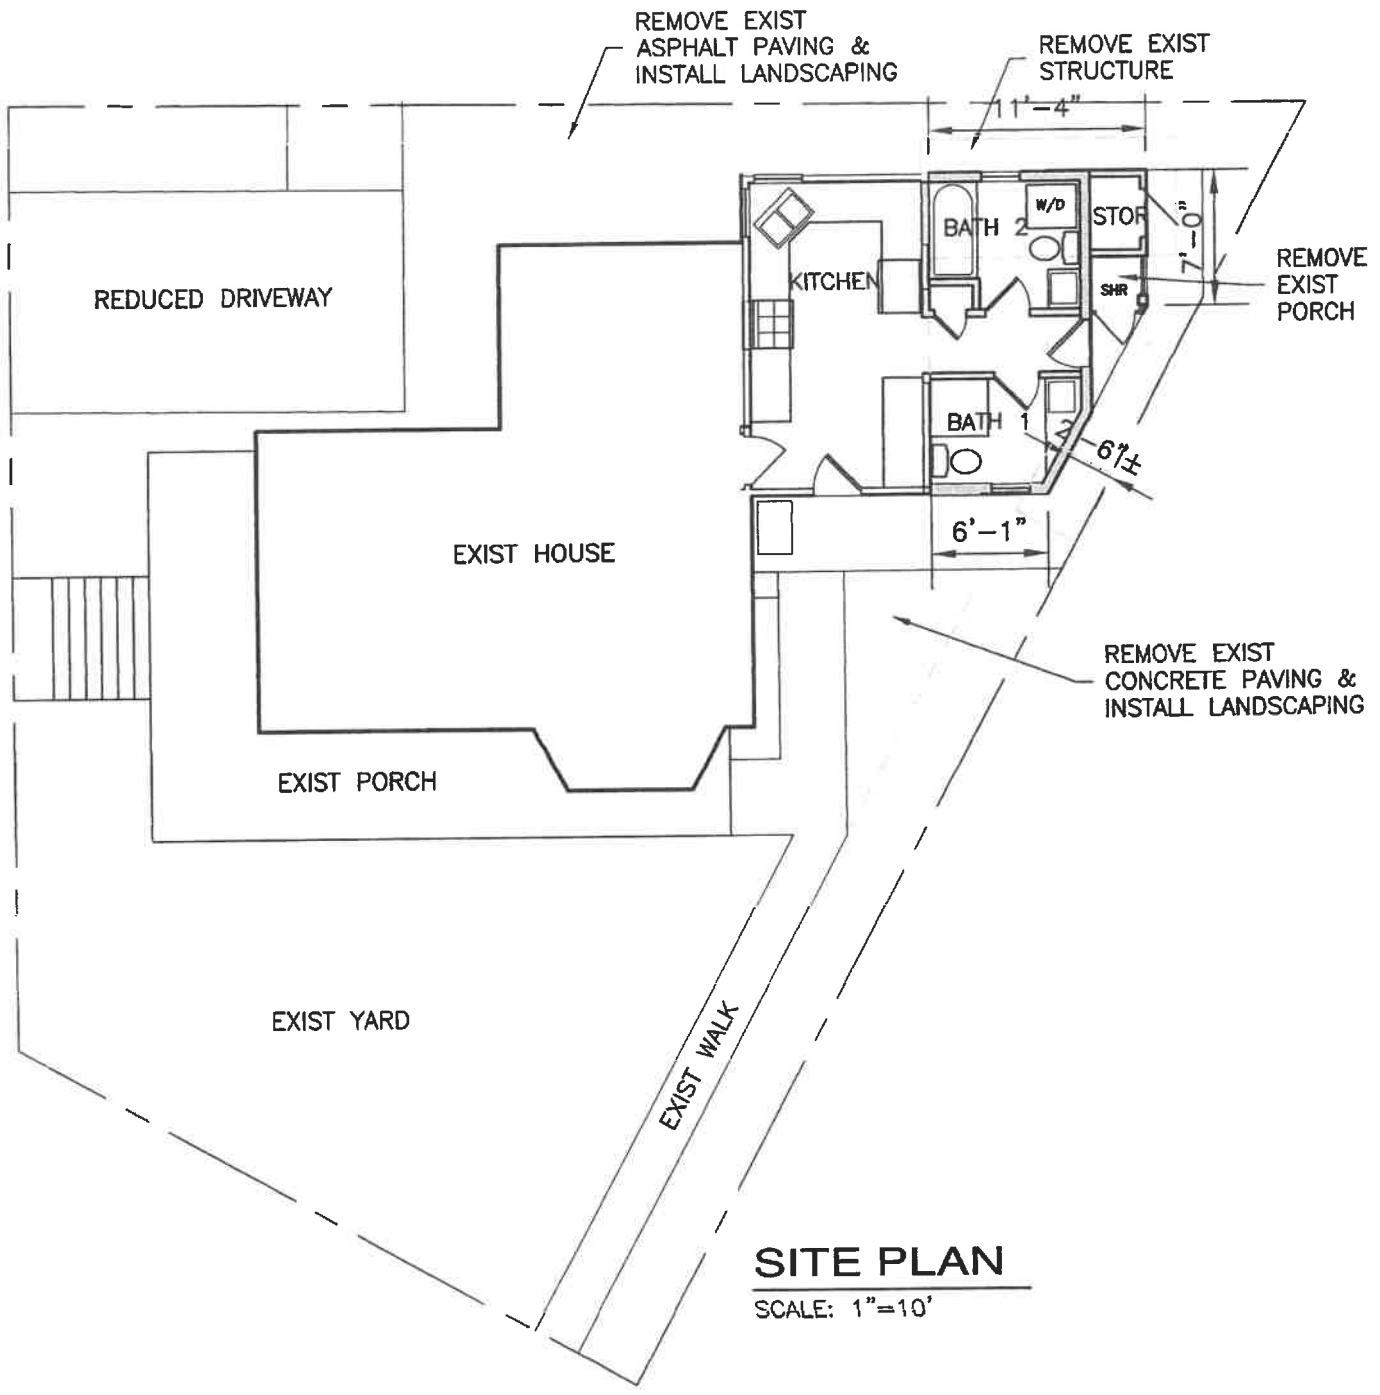 REMOVE EXIST
ASPHALT PAVING &
INSTALL LANDSCAPING
REMOVE EXIST
STRUCTURE
11'-4"
W/D
STOR
BATH 2
7'-0"
REMOVE
EXIST
PORCH
KITCHEN
SHR
REDUCED DRIVEWAY
BATH 1
2'-6"±
6'-1"
EXIST HOUSE
REMOVE EXIST
CONCRETE PAVING &
INSTALL LANDSCAPING
EXIST PORCH
EXIST YARD
EXIST WALK
SITE PLAN
SCALE: 1"=10'